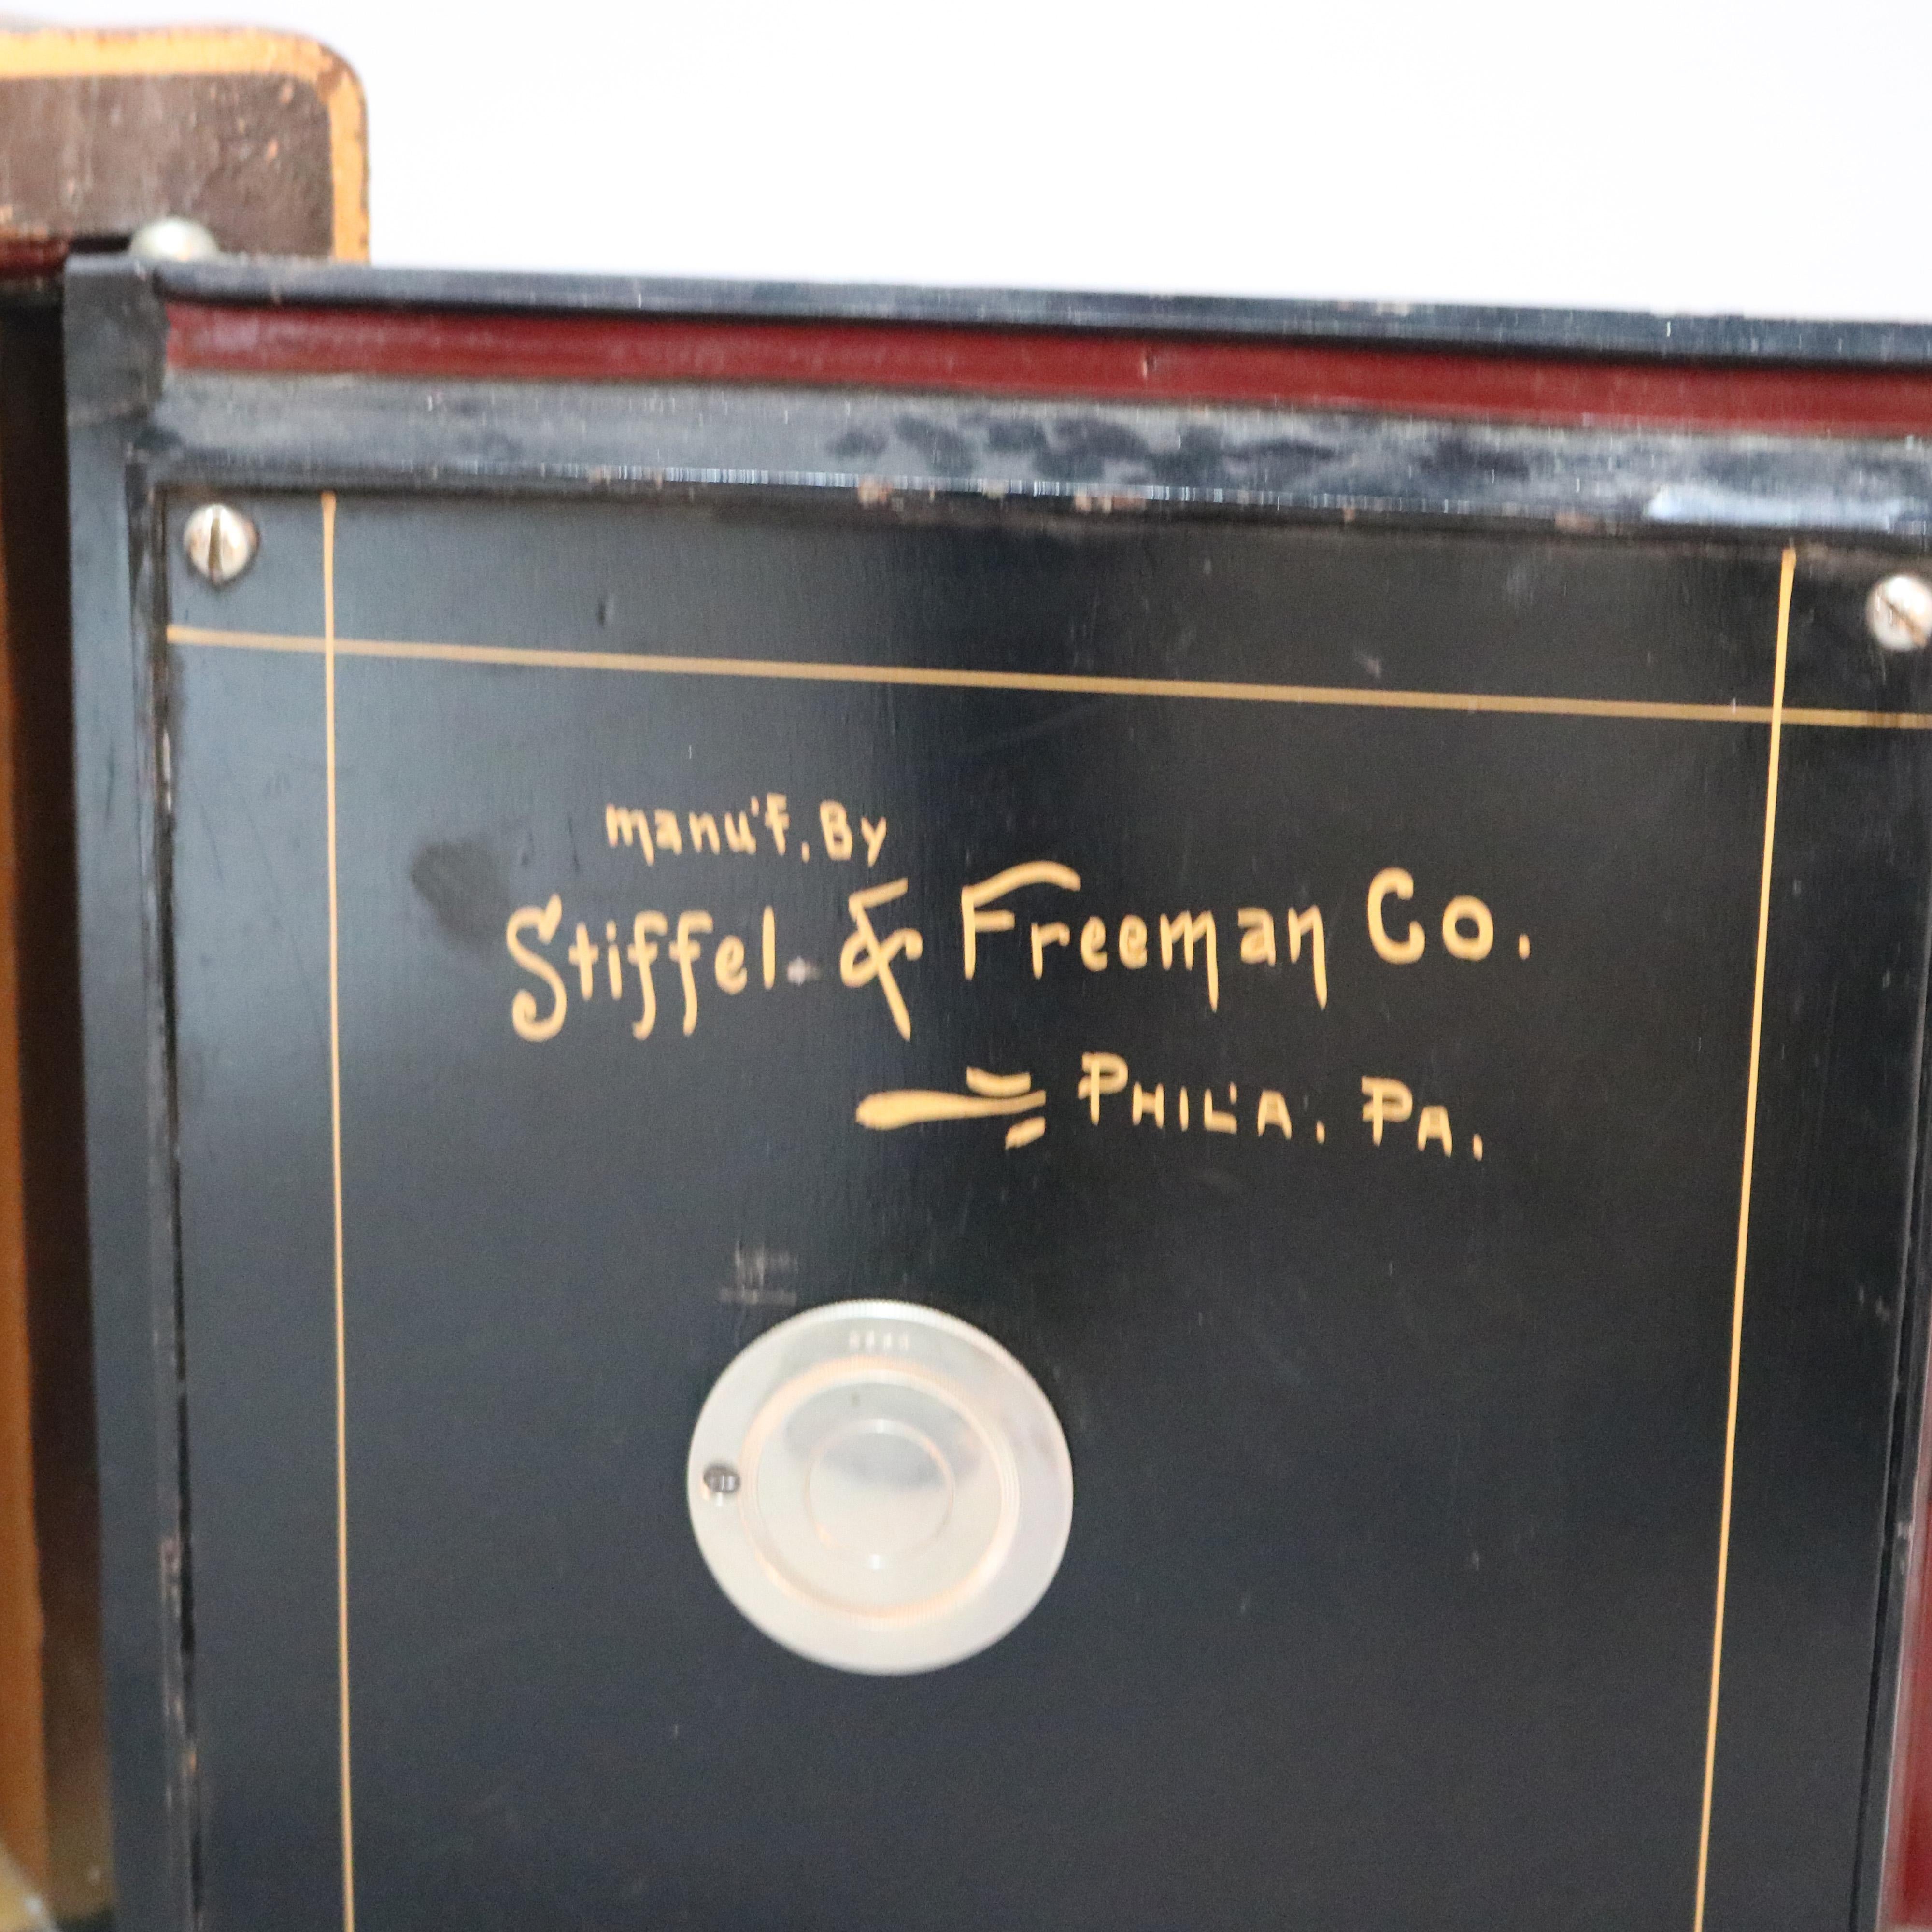 manu'f. By
Stiffel & Freeman Co.
PHIL'A. PA.